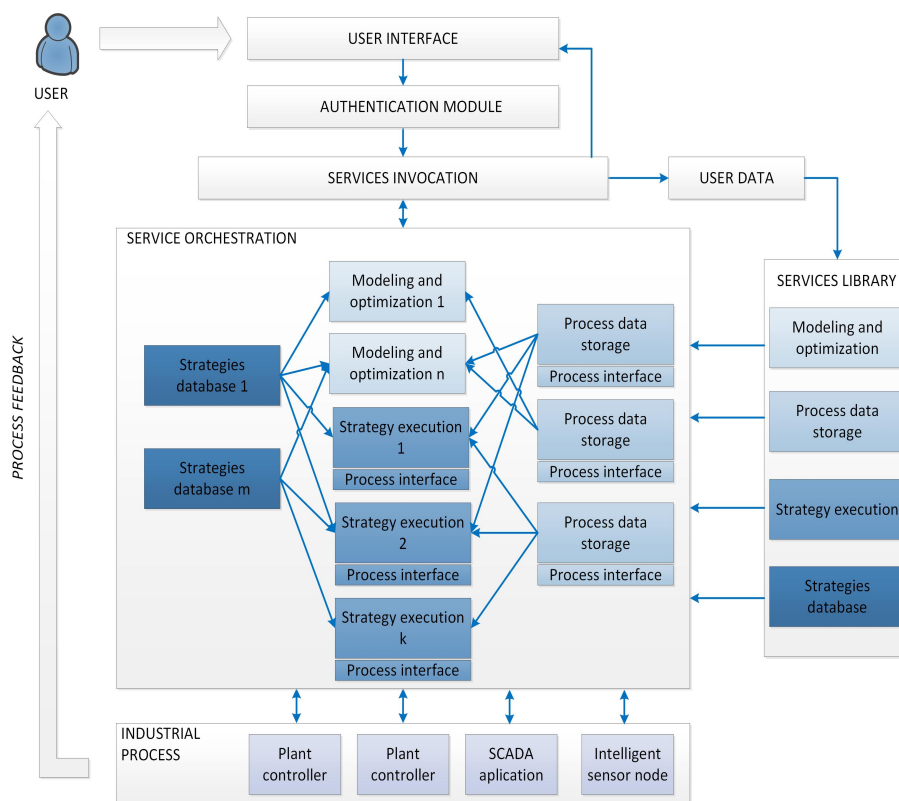 USER INTERFACE
USER
AUTHENTICATION MODULE
SERVICES INVOCATION
USER DATA
SERVICE ORCHESTRATION
Modeling and
optimization 1
Modeling and
optimization n
Strategies
database 1
Strategies
database m
Strategy execution
1
Process interface
Strategy execution
2
Process interface
Strategy execution
k
Process interface
Process data
storage
Process interface
Process data
storage
Process interface
Process data
storage
Process interface
SERVICES LIBRARY
Modeling and
optimization
Process data
storage
Strategy execution
Strategies
database
PROCESS FEEDBACK
INDUSTRIAL
PROCESS
Plant
controller
Plant
controller
SCADA
aplication
Intelligent
sensor node